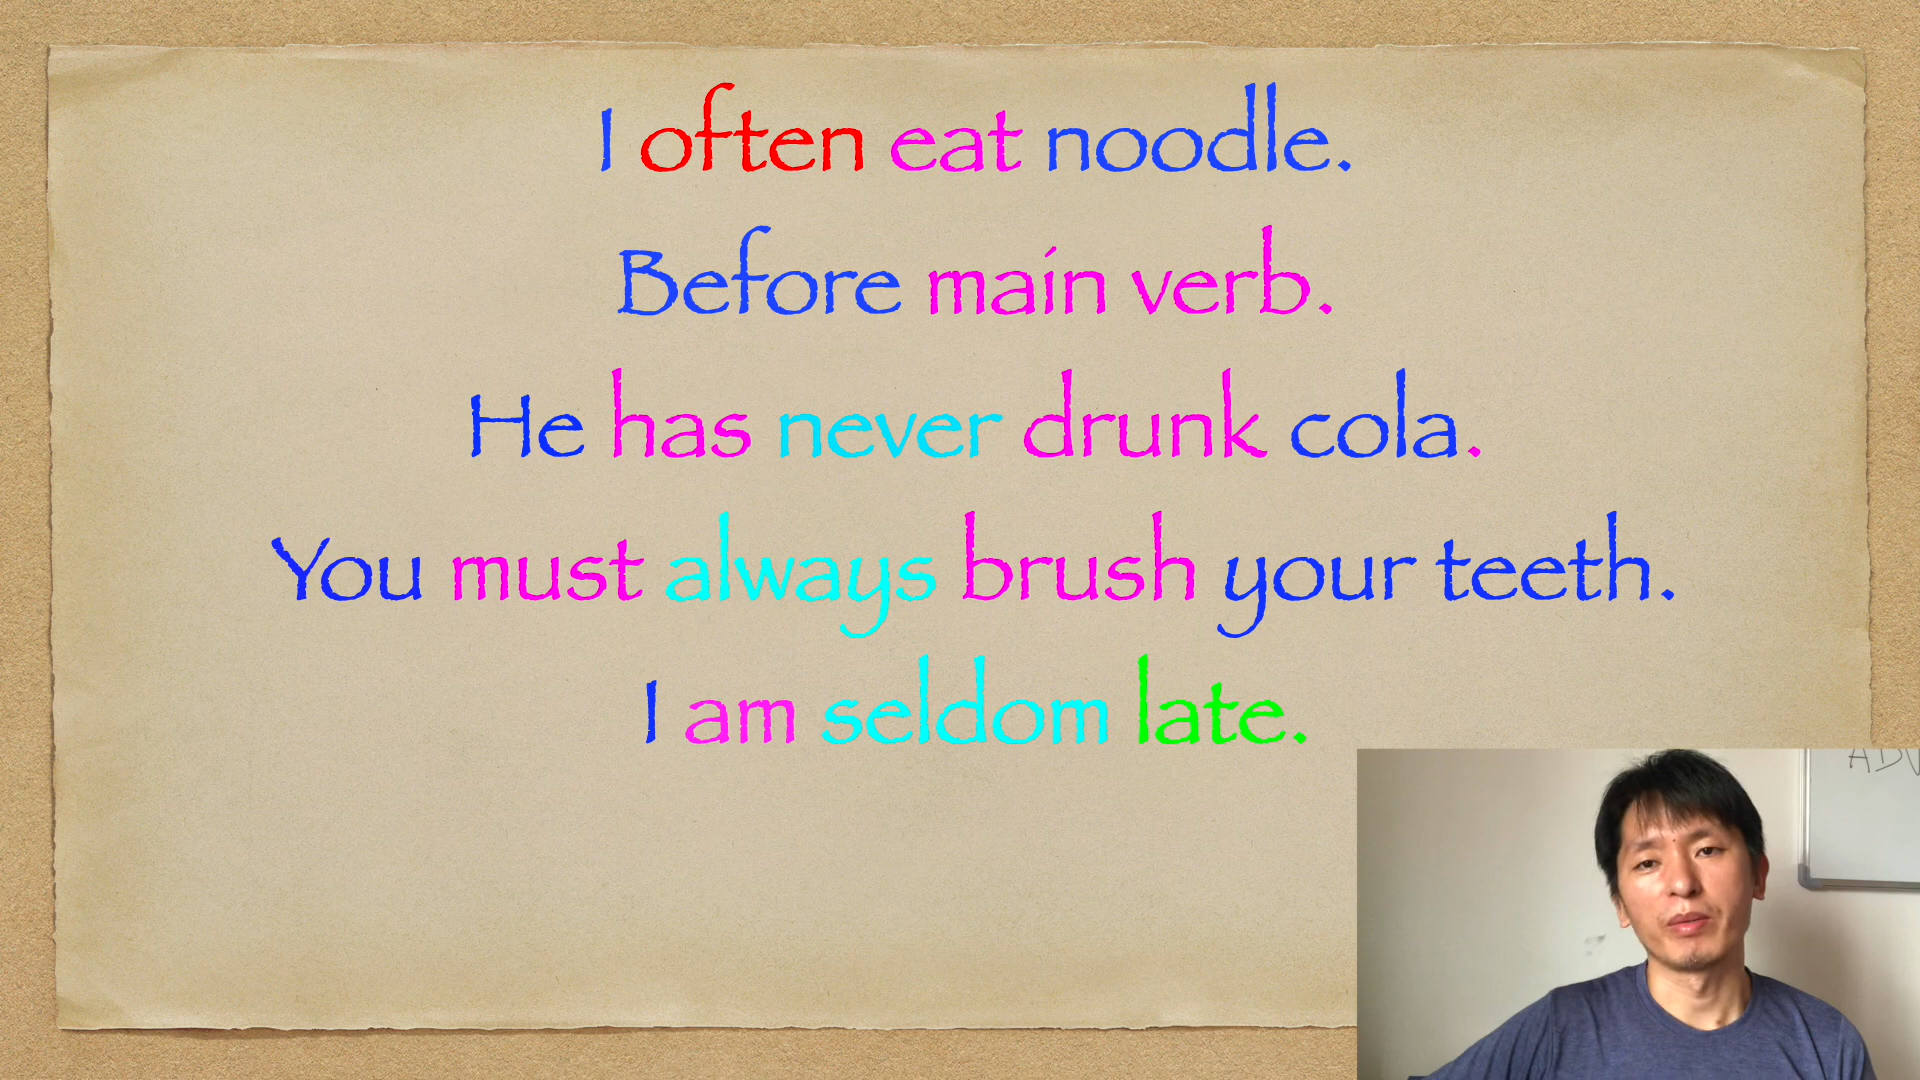 I often eat noodle.
Before main verb.
He has never drunk cola.
You must always brush your teeth.
I am seldom late.